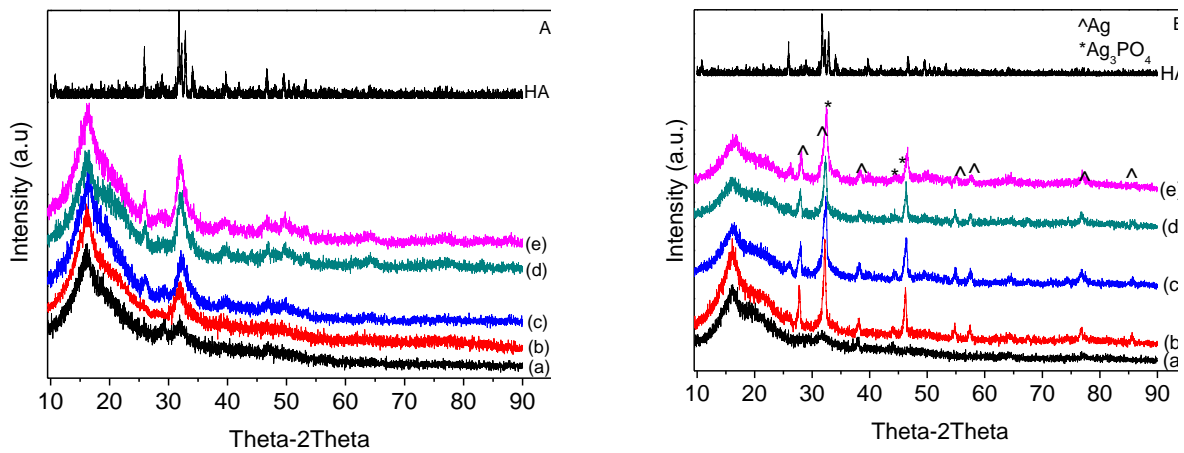 A
HA
(e)
(d)
(c)
(b)
(a)
Intensity (a.u)
10 20 30 40 50 60 70 80 90
Theta-2Theta
^Ag
*Ag₃PO₄
HA
^ ^ * ^ * * ^ ^ ^ ^
(e)
(d
(c
(b
(a
Intensity (a.u.)
10 20 30 40 50 60 70 80 90
Theta-2Theta